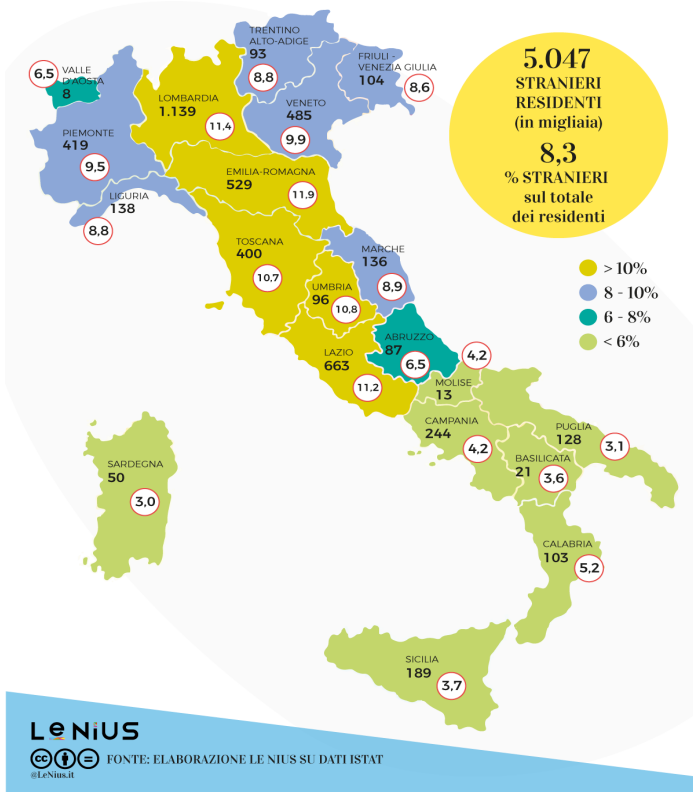 5.047
STRANIERI
RESIDENTI
(in migliaia)
8,3
% STRANIERI
sul totale
dei residenti
> 10%
8 - 10%
6 - 8%
< 6%
TRENTINO
ALTO-ADIGE
93
8,8
FRIULI -
VENEZIA GIULIA
104
8,6
6,5
VALLE
D'AOSTA
8
LOMBARDIA
1.139
11,4
VENETO
485
9,9
PIEMONTE
419
9,5
EMILIA-ROMAGNA
529
11,9
LIGURIA
138
8,8
TOSCANA
400
10,7
MARCHE
136
8,9
UMBRIA
96
10,8
ABRUZZO
87
6,5
LAZIO
663
11,2
4,2
MOLISE
13
CAMPANIA
244
4,2
PUGLIA
128
3,1
BASILICATA
21
3,6
SARDEGNA
50
3,0
CALABRIA
103
5,2
SICILIA
189
3,7
LeNiUS
cc
FONTE: ELABORAZIONE LE NIUS SU DATI ISTAT
@LeNius.it